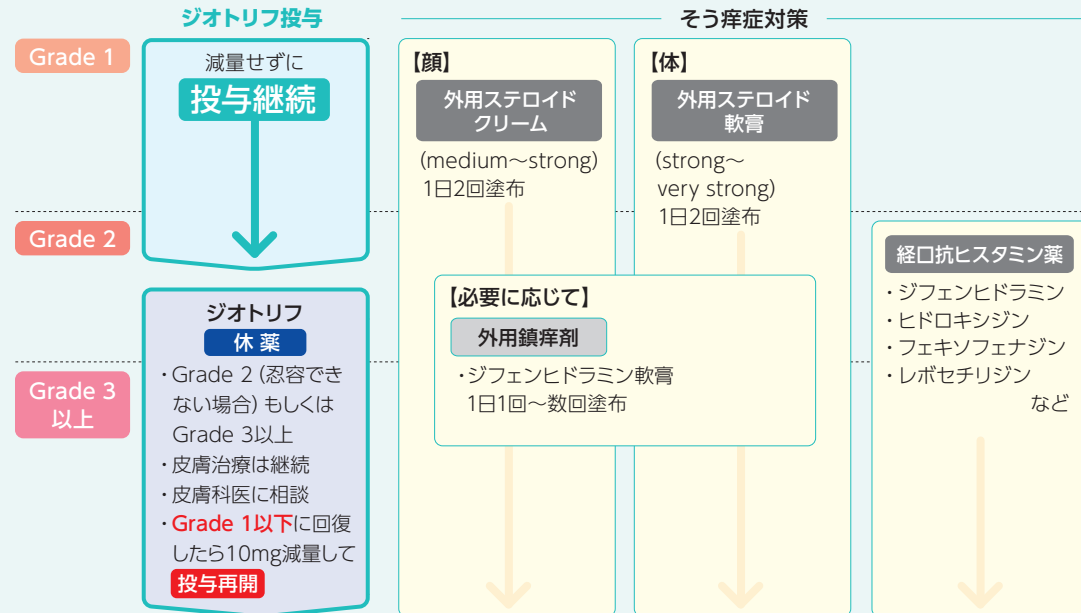 ジオトリフ投与
そう痒症対策
Grade 1
減量せずに
投与継続
【顔】
外用ステロイド
クリーム
(medium～strong)
1日2回塗布
【体】
外用ステロイド
軟膏
(strong～
very strong)
1日2回塗布
Grade 2
経口抗ヒスタミン薬
・ジフェンヒドラミン
・ヒドロキシジン
・フェキソフェナジン
・レボセチリジン
など
【必要に応じて】
外用鎮痒剤
・ジフェンヒドラミン軟膏
1日1回～数回塗布
Grade 3
以上
ジオトリフ
休 薬
・Grade 2 (忍容でき
ない場合) もしくは
Grade 3以上
・皮膚治療は継続
・皮膚科医に相談
・Grade 1以下に回復
したら10mg減量して
投与再開